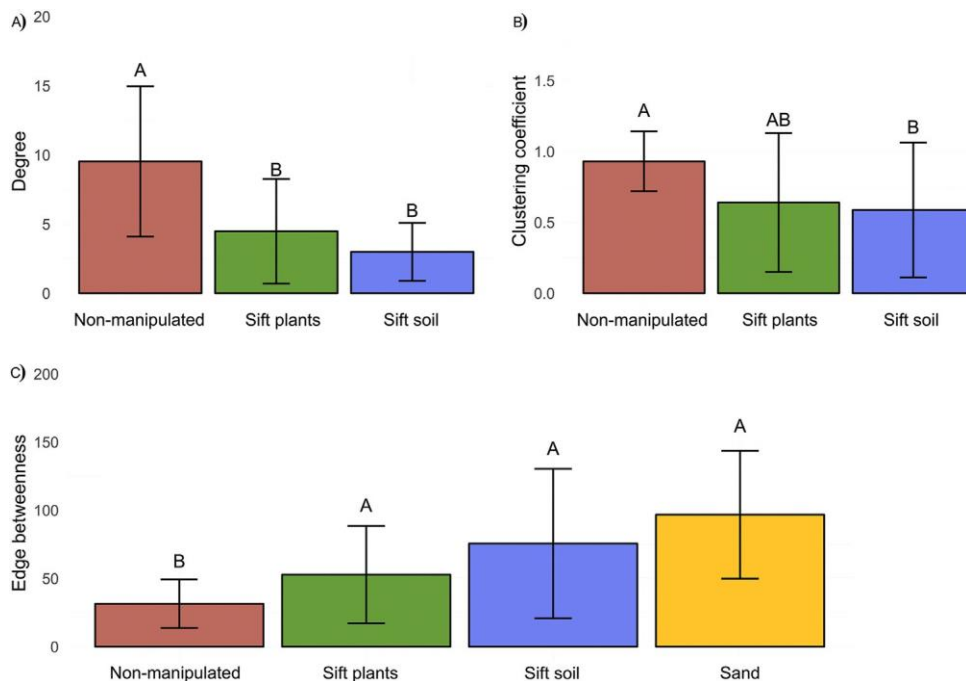 A)
20
15
10
5
0
Degree
A
B
B
Non-manipulated
Sift plants
Sift soil
B)
1.5
1.0
0.5
0.0
Clustering coefficient
A
AB
B
Non-manipulated
Sift plants
Sift soil
C)
200
150
100
50
0
Edge betweenness
B
A
A
A
Non-manipulated
Sift plants
Sift soil
Sand